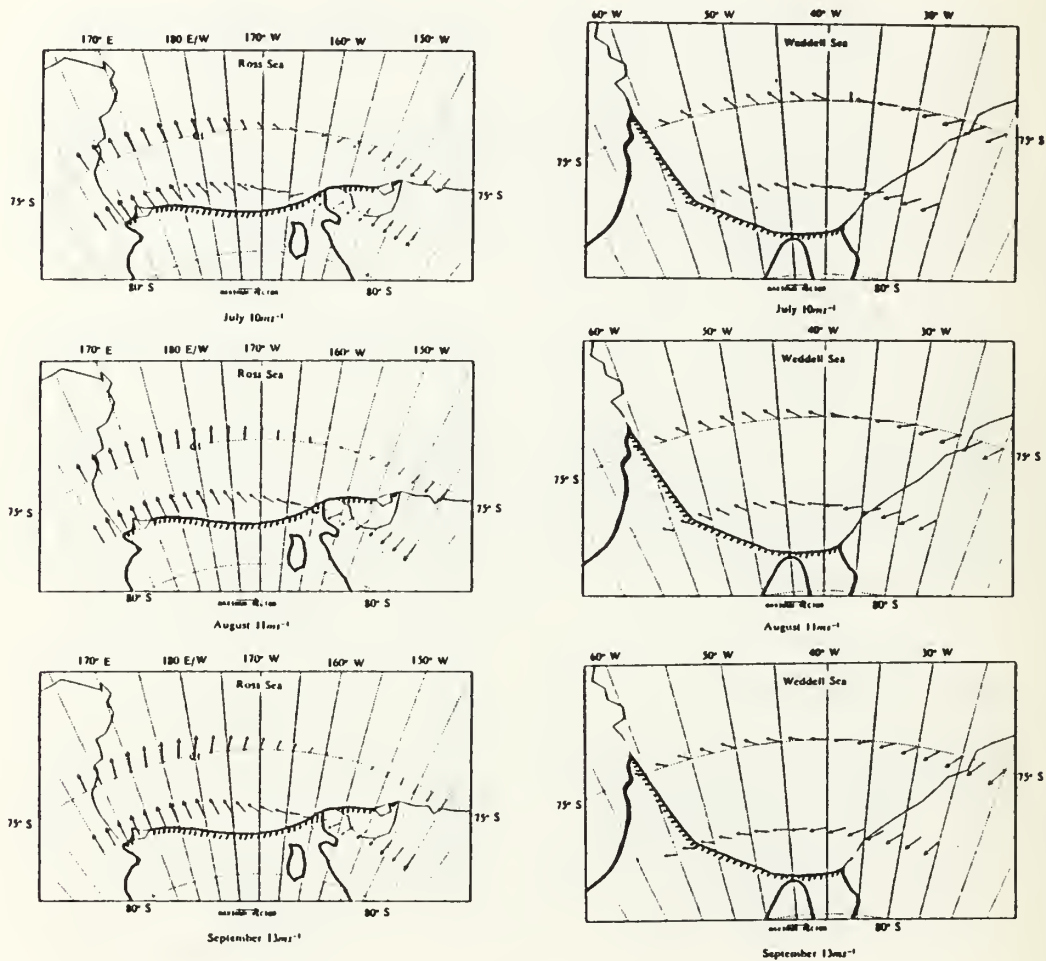 170° E 180 E/W 170° W 160° W 150° W
Ross Sea
75° S 75° S
80° S 80° S
July 10ms⁻¹
60° W 50° W 40° W 30° W
Weddell Sea
75° S 75° S
80° S
July 10ms⁻¹
170° E 180 E/W 170° W 160° W 150° W
Ross Sea
75° S 75° S
80° S 80° S
August 11ms⁻¹
60° W 50° W 40° W 30° W
Weddell Sea
75° S 75° S
80° S
August 11ms⁻¹
170° E 180 E/W 170° W 160° W 150° W
Ross Sea
75° S 75° S
80° S 80° S
September 13ms⁻¹
60° W 50° W 40° W 30° W
Weddell Sea
75° S 75° S
80° S
September 13ms⁻¹